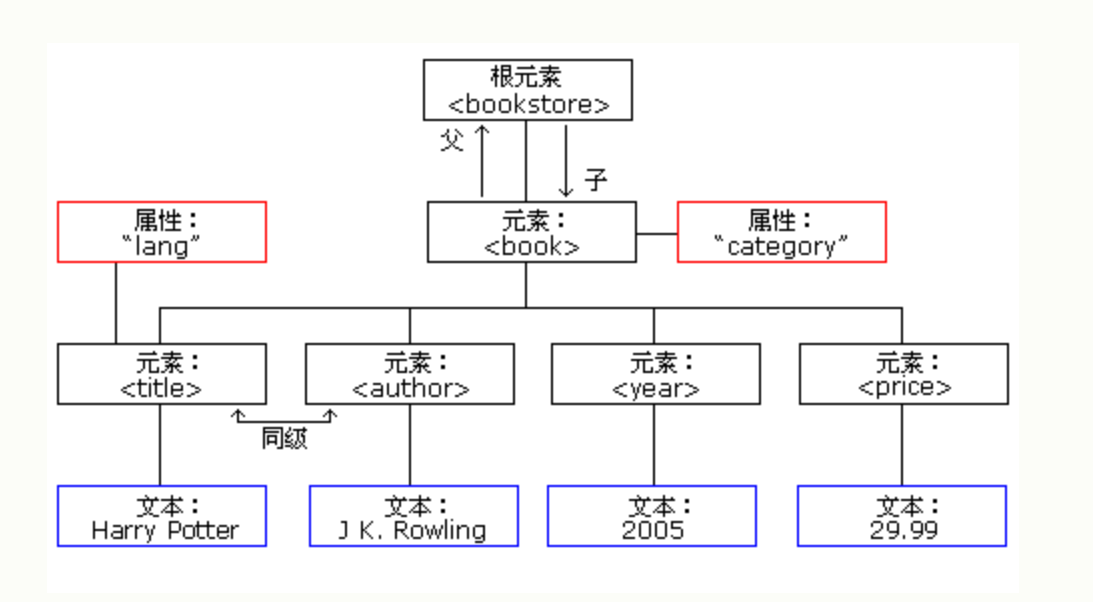 根元素
<bookstore>
父
子
属性：
“lang”
元素：
<book>
属性：
“category”
元素：
<title>
元素：
<author>
元素：
<year>
元素：
<price>
同级
文本：
Harry Potter
文本：
J K. Rowling
文本：
2005
文本：
29.99